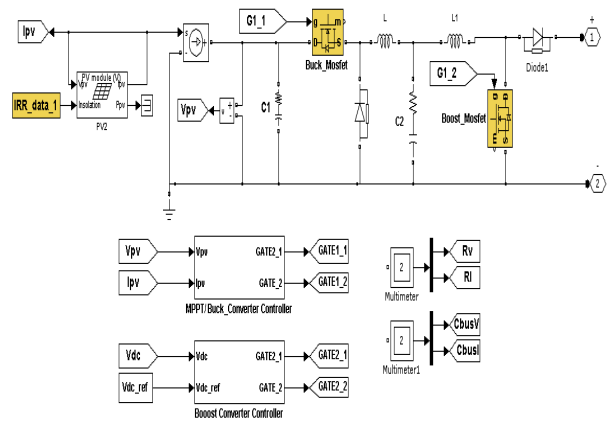 Ipv
G1_1
g m
D S
Buck_Mosfet
L
L1
+
1
Diode1
s
-
+
PV module (V)
Vpv Ipv
Insolation Ppv
PV2
IRR_data_1
Vpv
+
-
v
C1
C2
G1_2
g D
m s
Boost_Mosfet
-
2
Vpv
Ipv
Vpv GATE2_1
Ipv GATE_2
GATE1_1
GATE1_2
MPPT/Buck_Converter Controller
2
Multimeter
Rv
RI
Vdc
Vdc_ref
Vdc GATE2_1
Vdc_ref GATE_2
GATE2_1
GATE2_2
Booost Converter Controller
2
Multimeter1
CbusV
CbusI